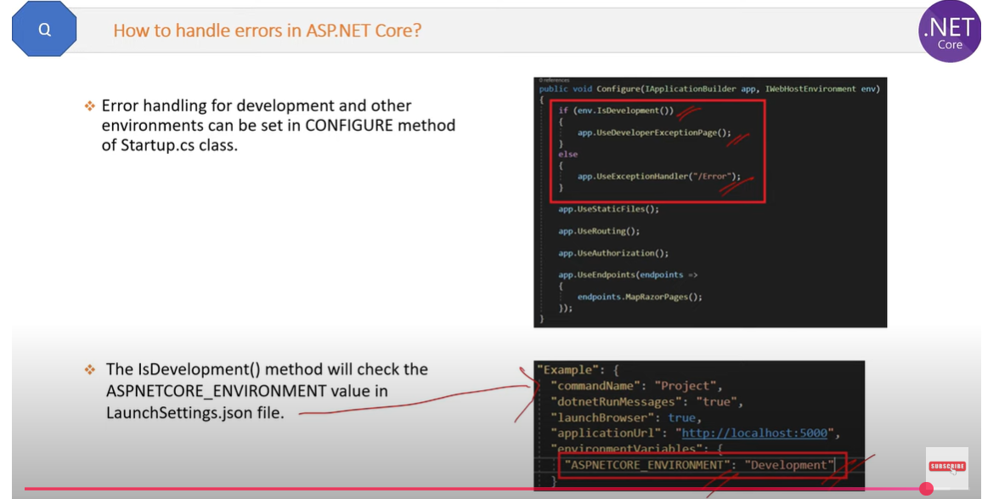 Q
How to handle errors in ASP.NET Core?
.NET
Core
Error handling for development and other
environments can be set in CONFIGURE method
of Startup.cs class.
0 references
public void Configure(IApplicationBuilder app, IWebHostEnvironment env)
{
if (env.IsDevelopment())
{
app.UseDeveloperExceptionPage();
}
else
{
app.UseExceptionHandler("/Error");
}
app.UseStaticFiles();
app.UseRouting();
app.UseAuthorization();
app.UseEndpoints(endpoints =>
{
endpoints.MapRazorPages();
});
}
The IsDevelopment() method will check the
ASPNETCORE_ENVIRONMENT value in
LaunchSettings.json file.
"Example": {
"commandName": "Project",
"dotnetRunMessages": "true",
"launchBrowser": true,
"applicationUrl": "http://localhost:5000",
"environmentVariables": {
"ASPNETCORE_ENVIRONMENT": "Development"
}
SUBSCRIBE